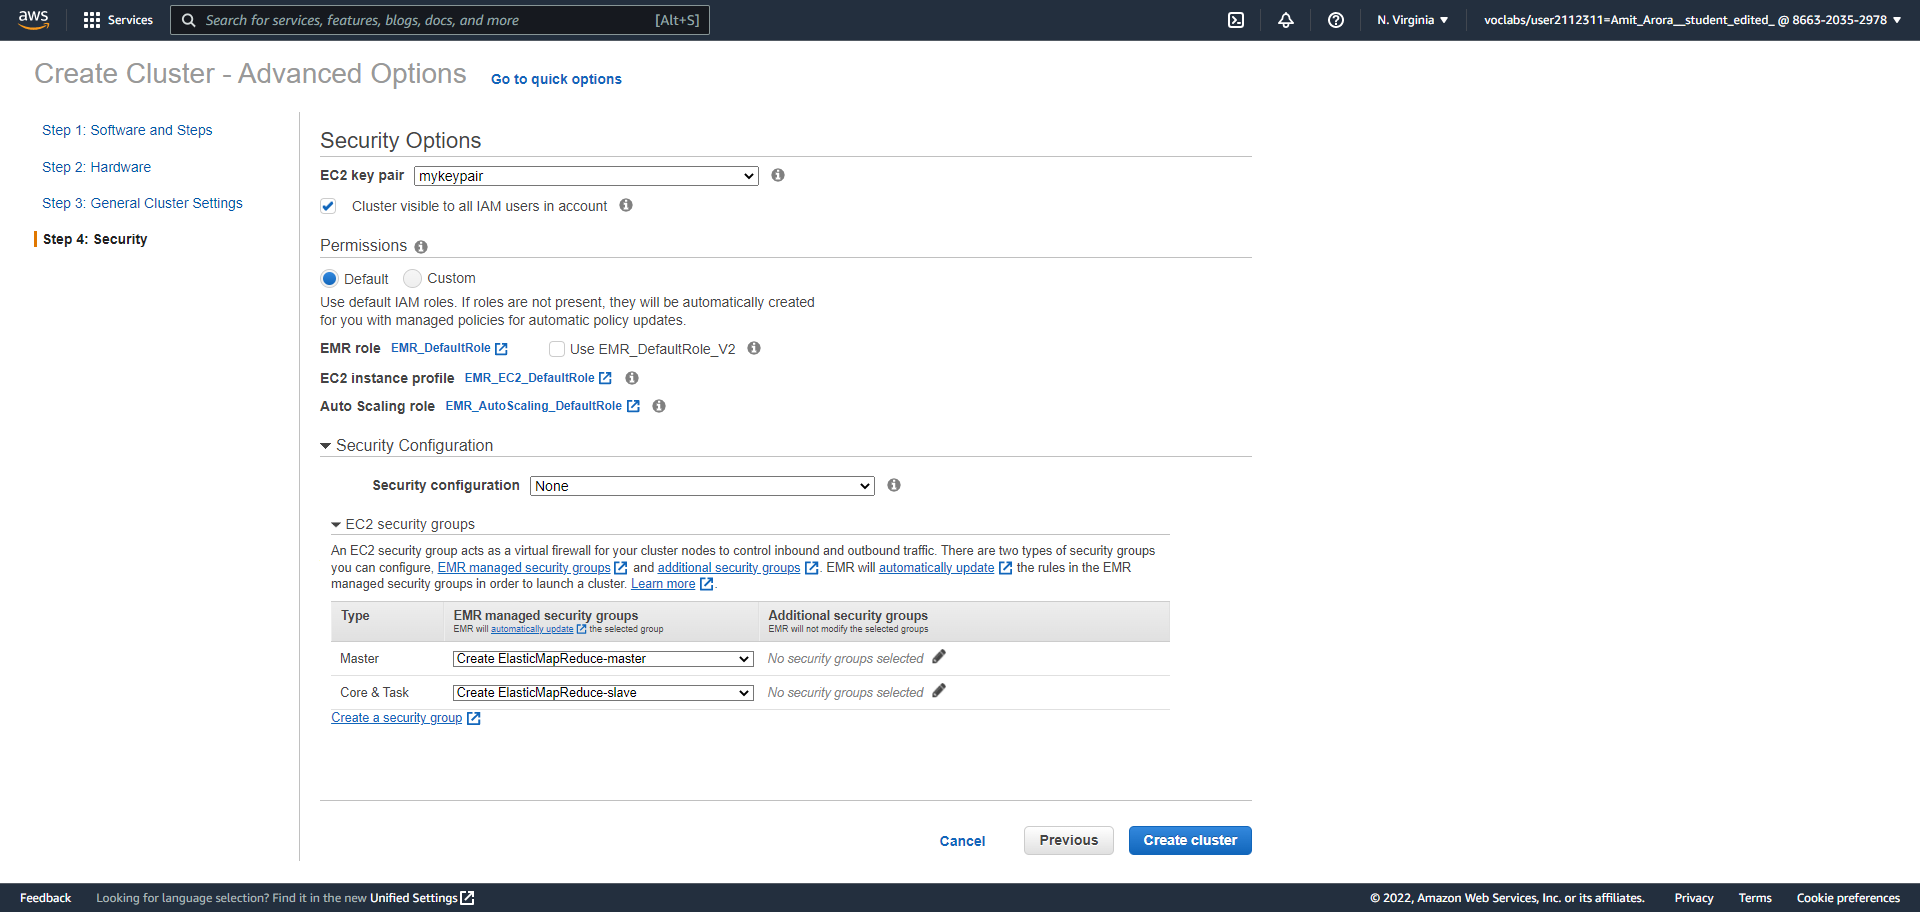 aws
Services
Search for services, features, blogs, docs, and more [Alt+S]
N. Virginia ▼
voclabs/user2112311=Amit_Arora__student_edited_ @ 8663-2035-2978 ▼
Create Cluster - Advanced Options
Go to quick options
Step 1: Software and Steps
Step 2: Hardware
Step 3: General Cluster Settings
Step 4: Security
Security Options
EC2 key pair mykeypair
Cluster visible to all IAM users in account
Permissions
Default Custom
Use default IAM roles. If roles are not present, they will be automatically created
for you with managed policies for automatic policy updates.
EMR role EMR_DefaultRole Use EMR_DefaultRole_V2
EC2 instance profile EMR_EC2_DefaultRole
Auto Scaling role EMR_AutoScaling_DefaultRole
Security Configuration
Security configuration None
EC2 security groups
An EC2 security group acts as a virtual firewall for your cluster nodes to control inbound and outbound traffic. There are two types of security groups
you can configure, EMR managed security groups and additional security groups. EMR will automatically update the rules in the EMR
managed security groups in order to launch a cluster. Learn more.
Type EMR managed security groups Additional security groups
EMR will automatically update the selected group EMR will not modify the selected groups
Master Create ElasticMapReduce-master No security groups selected
Core & Task Create ElasticMapReduce-slave No security groups selected
Create a security group
Cancel Previous Create cluster
Feedback Looking for language selection? Find it in the new Unified Settings © 2022, Amazon Web Services, Inc. or its affiliates. Privacy Terms Cookie preferences